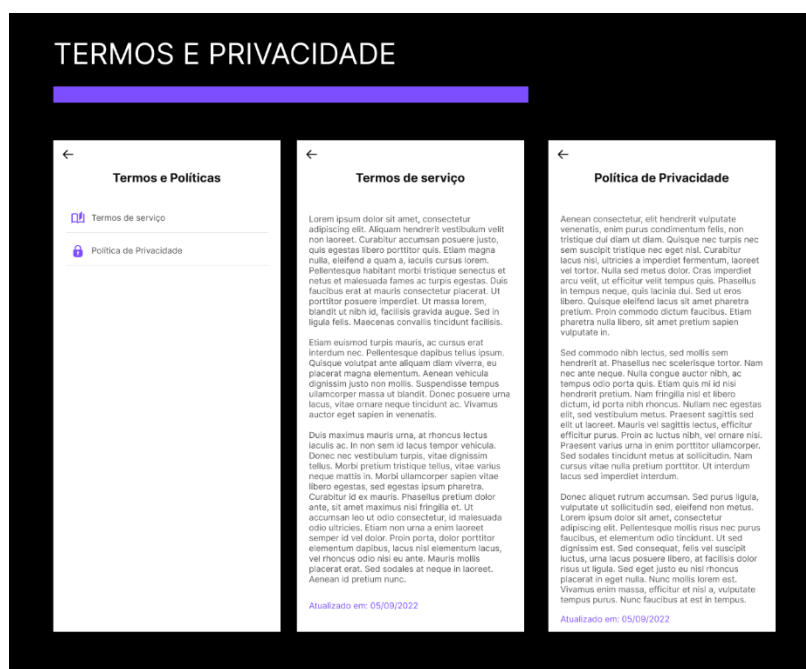 TERMOS E PRIVACIDADE
Termos e Políticas
Termos de serviço
Política de Privacidade
Termos de serviço
Lorem ipsum dolor sit amet, consectetur
adipiscing elit. Aliquam hendrerit vestibulum velit
non laoreet. Curabitur accumsan posuere justo,
quis egestas libero porttitor quis. Etiam magna
nulla, eleifend a quam a, iaculis cursus lorem.
Pellentesque habitant morbi tristique senectus et
netus et malesuada fames ac turpis egestas. Duis
faucibus erat at mauris consectetur placerat. Ut
porttitor posuere imperdiet. Ut massa lorem,
blandit ut nibh id, facilisis gravida augue. Sed in
ligula felis. Maecenas convallis tincidunt facilisis.
Etiam euismod turpis mauris, ac cursus erat
interdum nec. Pellentesque dapibus tellus ipsum.
Quisque volutpat ante aliquam diam viverra, eu
placerat magna elementum. Aenean vehicula
dignissim justo non mollis. Suspendisse tempus
ullamcorper massa ut blandit. Donec posuere urna
lacus, vitae ornare neque tincidunt ac. Vivamus
auctor eget sapien in venenatis.
Duis maximus mauris urna, at rhoncus lectus
iaculis ac. In non sem id lacus tempor vehicula.
Donec nec vestibulum turpis, vitae dignissim
tellus. Morbi pretium tristique tellus, vitae varius
neque mattis in. Morbi ullamcorper sapien vitae
libero egestas, sed egestas ipsum pharetra.
Curabitur id ex mauris. Phasellus pretium dolor
ante, sit amet maximus nisi fringilla et. Ut
accumsan leo ut odio consectetur, id malesuada
odio ultricies. Etiam non urna a enim laoreet
semper id vel dolor. Proin porta, dolor porttitor
elementum dapibus, lacus nisl elementum lacus,
vel rhoncus odio nisi eu ante. Mauris mollis
placerat erat. Sed sodales at neque in laoreet.
Aenean id pretium nunc.
Atualizado em: 05/09/2022
Política de Privacidade
Aenean consectetur, elit hendrerit vulputate
venenatis, enim purus condimentum felis, non
tristique dui diam ut diam. Quisque nec turpis nec
sem suscipit tristique nec eget nisl. Curabitur
lacus nisl, ultricies a imperdiet fermentum, laoreet
vel tortor. Nulla sed metus dolor. Cras imperdiet
arcu velit, ut efficitur velit tempus quis. Phasellus
in tempus neque, quis lacinia dui. Sed ut eros
libero. Quisque eleifend lacus sit amet pharetra
pretium. Proin commodo dictum faucibus. Etiam
pharetra nulla libero, sit amet pretium sapien
vulputate in.
Sed commodo nibh lectus, sed mollis sem
hendrerit at. Phasellus nec scelerisque tortor. Nam
nec ante neque. Nulla congue auctor nibh, ac
tempus odio porta quis. Etiam quis mi id nisi
hendrerit pretium. Nam fringilla nisl et libero
dictum, id porta nibh rhoncus. Nullam nec egestas
elit, sed vestibulum metus. Praesent sagittis sed
elit ut laoreet. Mauris vel sagittis lectus, efficitur
efficitur purus. Proin ac luctus nibh, vel ornare nisi.
Praesent varius urna in enim porttitor ullamcorper.
Sed sodales tincidunt metus at sollicitudin. Nam
cursus vitae nulla pretium porttitor. Ut interdum
lacus sed imperdiet interdum.
Donec aliquet rutrum accumsan. Sed purus ligula,
vulputate ut sollicitudin sed, eleifend non metus.
Lorem ipsum dolor sit amet, consectetur
adipiscing elit. Pellentesque mollis risus nec purus
faucibus, et elementum odio tincidunt. Ut sed
dignissim est. Sed consequat, felis vel suscipit
luctus, urna lacus posuere libero, at facilisis dolor
risus ut ligula. Sed eget justo eu nisl rhoncus
placerat in eget nulla. Nunc mollis lorem est.
Vivamus enim massa, efficitur et nisl a, vulputate
tempus purus. Nunc faucibus at est in tempus.
Atualizado em: 05/09/2022